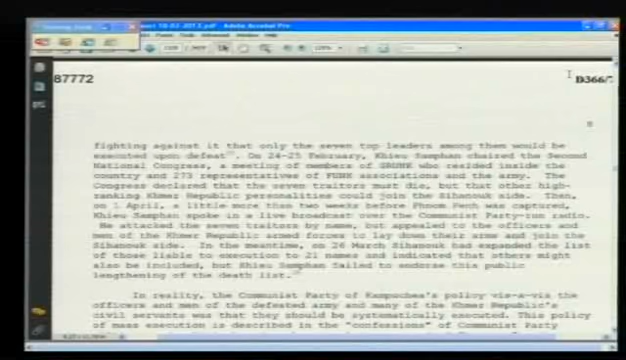 Adobe Acrobat Pro
87772
D366/
8
fighting against it that only the seven top leaders among them would be
executed upon defeat. On 24-25 February, Khieu Samphan chaired the Second
National Congress, a meeting of members of GRUNK who resided inside the
country and 273 representatives of FUNK associations and the army. The
Congress declared that the seven traitors must die, but that other high-
ranking Khmer Republic personalities could join the Sihanouk side. Then,
on 1 April, a little more than two weeks before Phnom Penh was captured,
Khieu Samphan spoke in a live broadcast over the Communist Party-run radio.
He attacked the seven traitors by name, but appealed to the officers and
men of the Khmer Republic armed forces to lay down their arms and join the
Sihanouk side. In the meantime, on 26 March Sihanouk had expanded the list
of those liable to execution to 21 names and indicated that others might
also be included, but Khieu Samphan failed to endorse this public
lengthening of the death list.
In reality, the Communist Party of Kampuchea's policy vis-a-vis the
officers and men of the defeated army and many of the Khmer Republic's
civil servants was that they should be systematically executed. This policy
of mass execution is described in the "confessions" of Communist Party